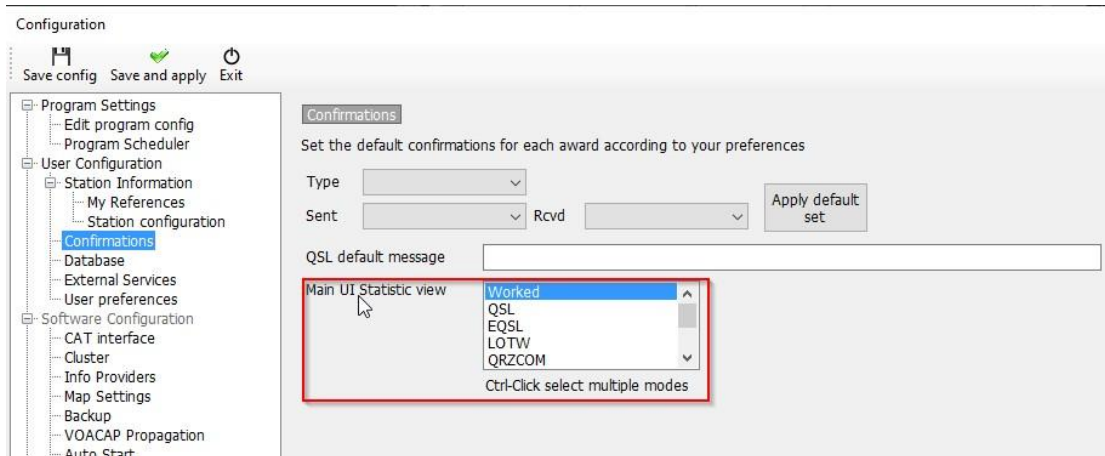 Configuration
Save config Save and apply Exit
Program Settings
Edit program config
Program Scheduler
User Configuration
Station Information
My References
Station configuration
Confirmations
Database
External Services
User preferences
Software Configuration
CAT interface
Cluster
Info Providers
Map Settings
Backup
VOACAP Propagation
Auto Start
Confirmations
Set the default confirmations for each award according to your preferences
Type
Sent Rcvd
Apply default
set
QSL default message
Main UI Statistic view
Worked
QSL
EQSL
LOTW
QRZCOM
Ctrl-Click select multiple modes